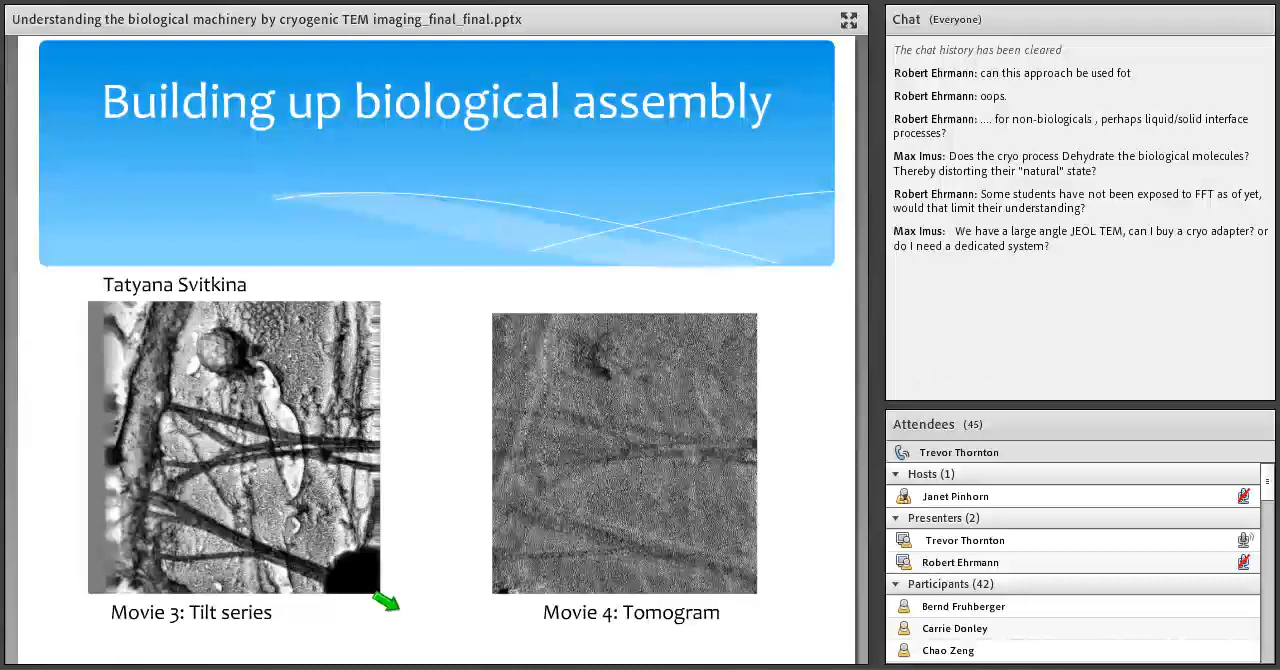 Understanding the biological machinery by cryogenic TEM imaging_final_final.pptx
Building up biological assembly
Tatyana Svitkina
Movie 3: Tilt series
Movie 4: Tomogram
Chat (Everyone)
The chat history has been cleared
Robert Ehrmann: can this approach be used fot
Robert Ehrmann: oops.
Robert Ehrmann: .... for non-biologicals , perhaps liquid/solid interface
processes?
Max Imus: Does the cryo process Dehydrate the biological molecules?
Thereby distorting their "natural" state?
Robert Ehrmann: Some students have not been exposed to FFT as of yet,
would that limit their understanding?
Max Imus: We have a large angle JEOL TEM, can I buy a cryo adapter? or
do I need a dedicated system?
Attendees (45)
Trevor Thornton
Hosts (1)
Janet Pinhorn
Presenters (2)
Trevor Thornton
Robert Ehrmann
Participants (42)
Bernd Fruhberger
Carrie Donley
Chao Zeng